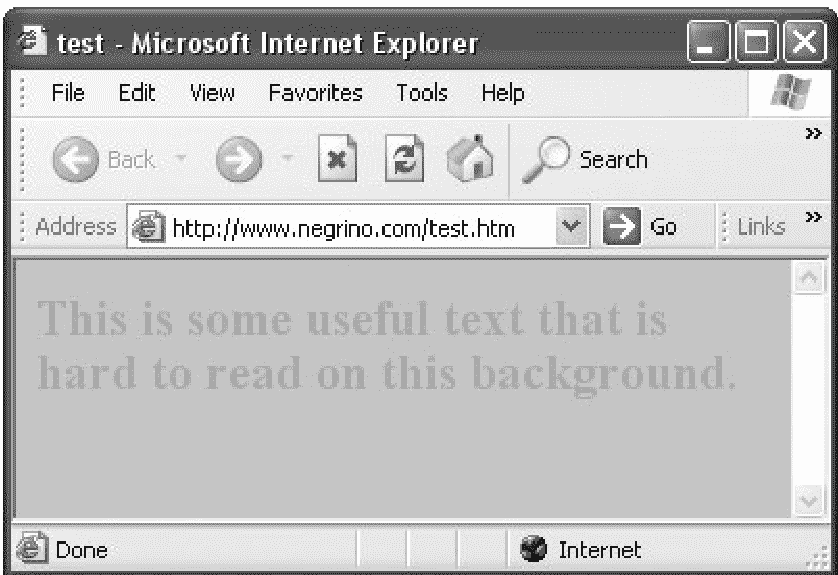 test - Microsoft Internet Explorer
File Edit View Favorites Tools Help
Back Search »
Address http://www.negrino.com/test.htm Go Links »
This is some useful text that is
hard to read on this background.
Done Internet